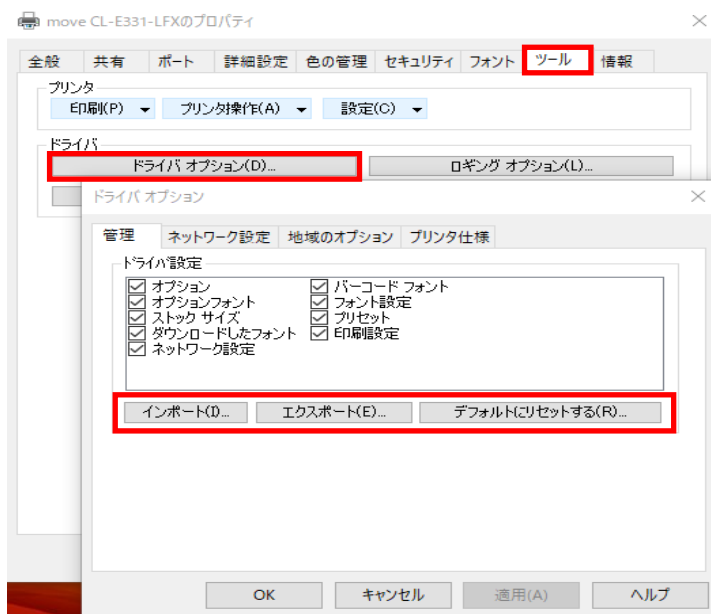 move CL-E331-LFXのプロパティ
全般 共有 ポート 詳細設定 色の管理 セキュリティ フォント ツール 情報
プリンタ
印刷(P) プリンタ操作(A) 設定(C)
ドライバ
ドライバ オプション(D)... ロギング オプション(L)...
ドライバ オプション
管理 ネットワーク設定 地域のオプション プリンタ仕様
ドライバ設定
オプション バーコード フォント
オプションフォント フォント設定
ストック サイズ プリセット
ダウンロードしたフォント 印刷設定
ネットワーク設定
インポート(I)... エクスポート(E)... デフォルトにリセットする(R)...
OK キャンセル 適用(A) ヘルプ